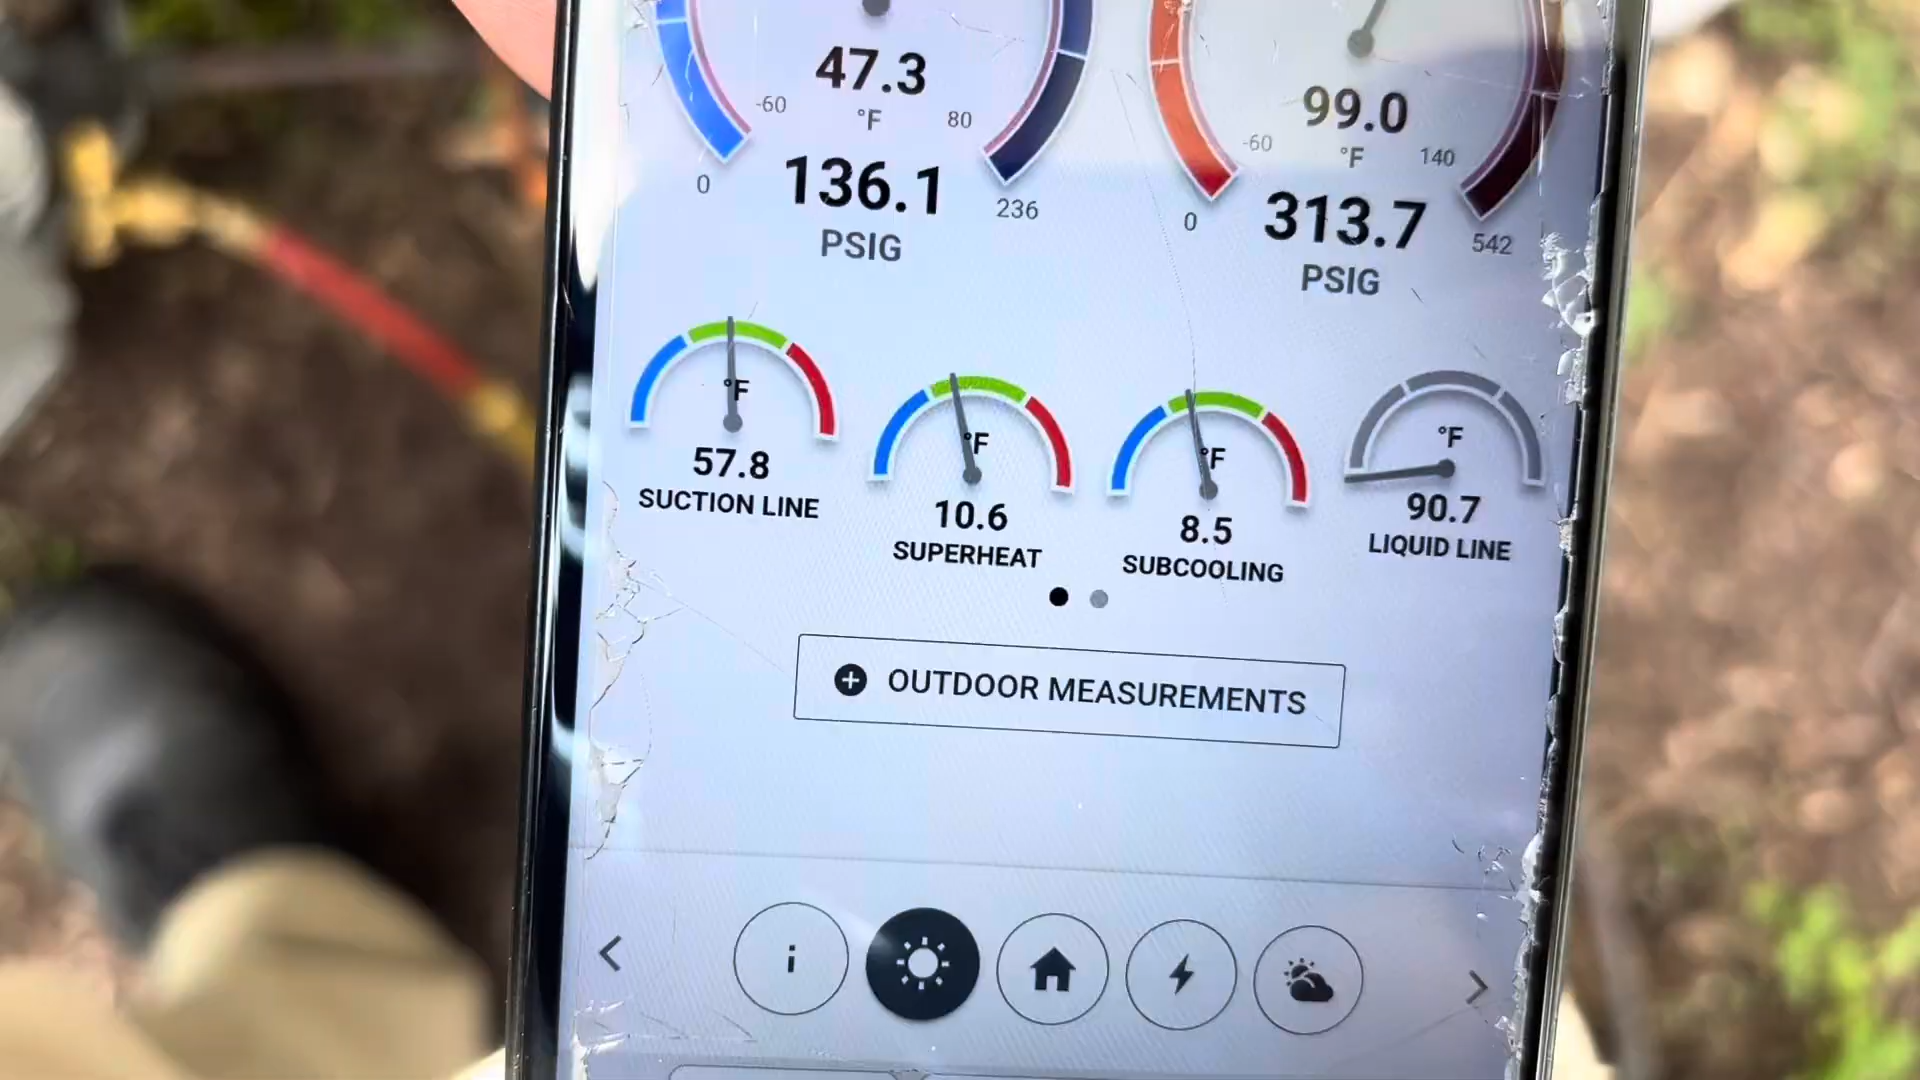 47.3
-60 °F 80
136.1
0 236
PSIG
99.0
-60 °F 140
313.7
0 542
PSIG
°F
57.8
SUCTION LINE
°F
10.6
SUPERHEAT
°F
8.5
SUBCOOLING
°F
90.7
LIQUID LINE
OUTDOOR MEASUREMENTS
i